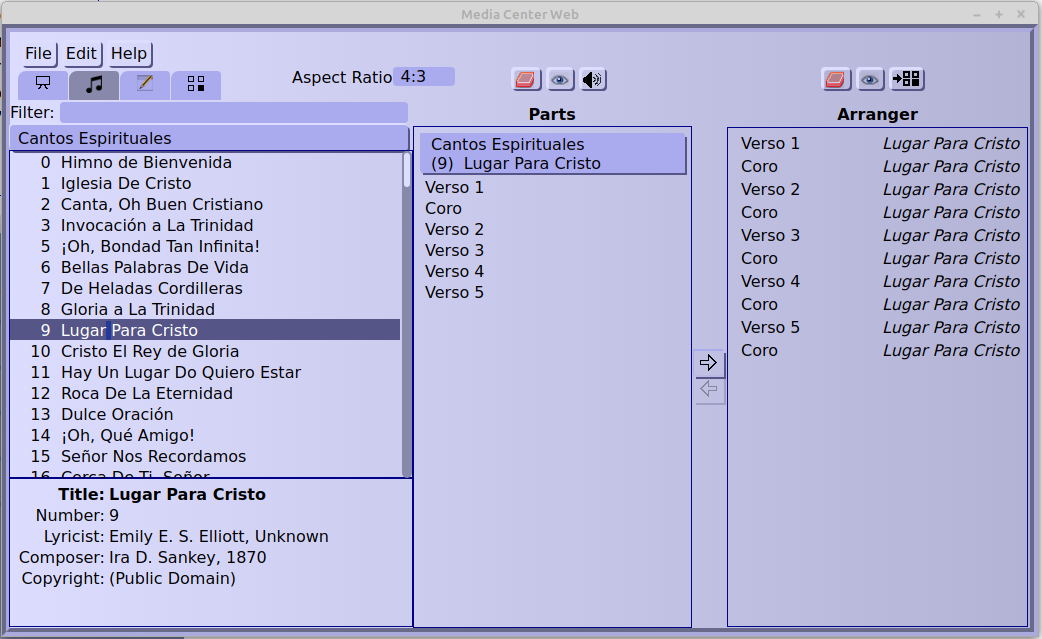 Media Center Web
File Edit Help
Aspect Ratio 4:3
Filter:
Cantos Espirituales
0 Himno de Bienvenida
1 Iglesia De Cristo
2 Canta, Oh Buen Cristiano
3 Invocación a La Trinidad
5 ¡Oh, Bondad Tan Infinita!
6 Bellas Palabras De Vida
7 De Heladas Cordilleras
8 Gloria a La Trinidad
9 Lugar Para Cristo
10 Cristo El Rey de Gloria
11 Hay Un Lugar Do Quiero Estar
12 Roca De La Eternidad
13 Dulce Oración
14 ¡Oh, Qué Amigo!
15 Señor Nos Recordamos
16 Cerca De Ti, Señor
Title: Lugar Para Cristo
Number: 9
Lyricist: Emily E. S. Elliott, Unknown
Composer: Ira D. Sankey, 1870
Copyright: (Public Domain)
Parts
Cantos Espirituales
(9) Lugar Para Cristo
Verso 1
Coro
Verso 2
Verso 3
Verso 4
Verso 5
Arranger
Verso 1 Lugar Para Cristo
Coro Lugar Para Cristo
Verso 2 Lugar Para Cristo
Coro Lugar Para Cristo
Verso 3 Lugar Para Cristo
Coro Lugar Para Cristo
Verso 4 Lugar Para Cristo
Coro Lugar Para Cristo
Verso 5 Lugar Para Cristo
Coro Lugar Para Cristo